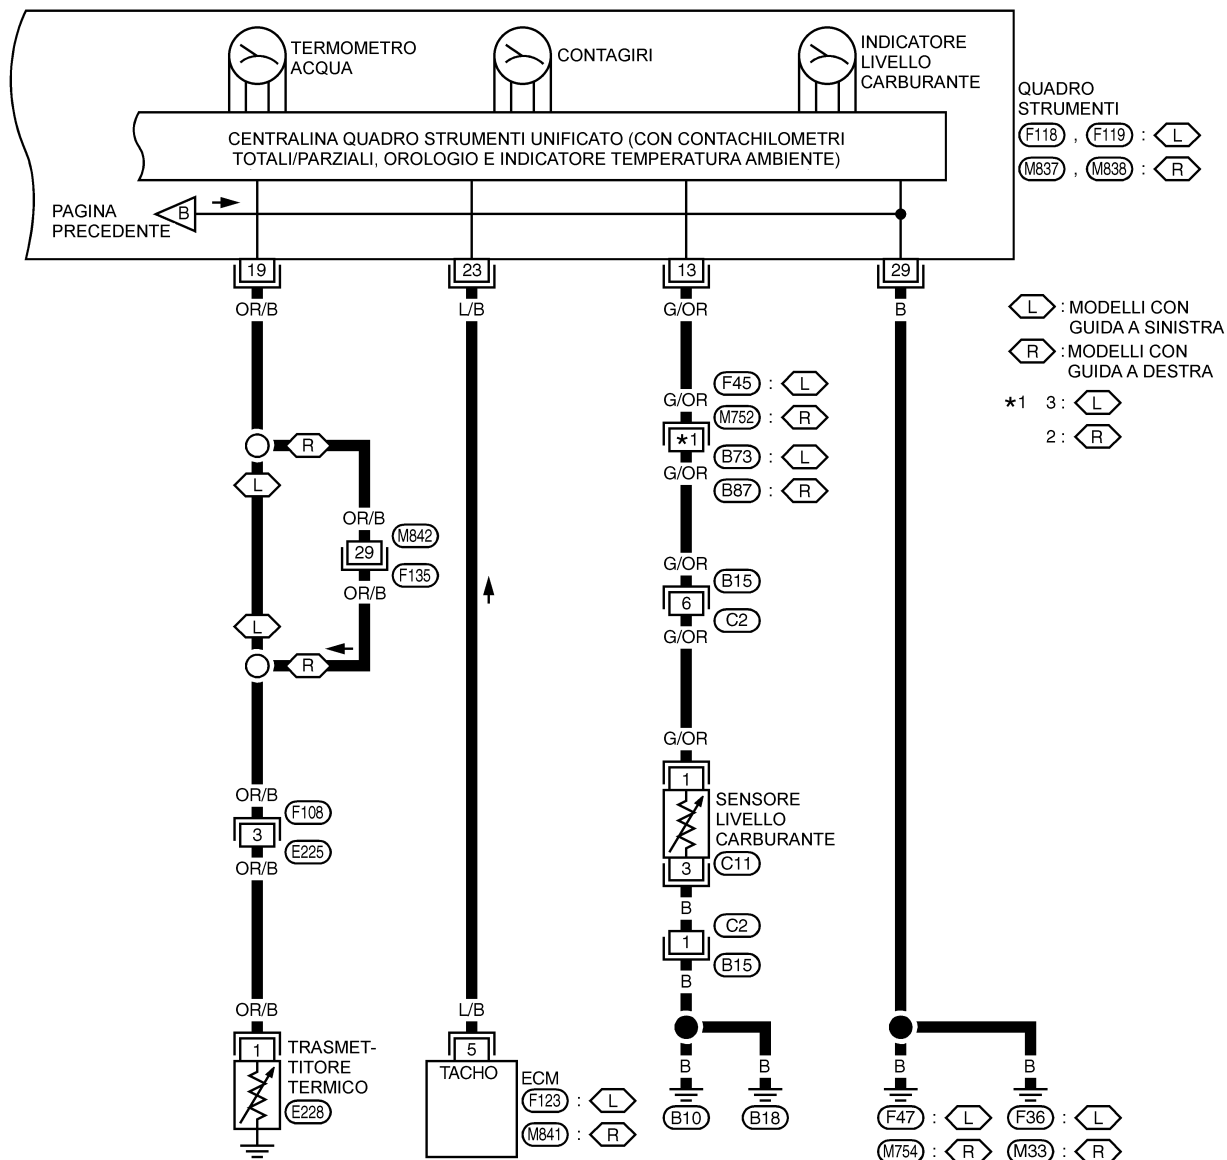 TERMOMETRO
ACQUA
CONTAGIRI
INDICATORE
LIVELLO
CARBURANTE
QUADRO
STRUMENTI
F118 , F119 : L
M837 , M838 : R
CENTRALINA QUADRO STRUMENTI UNIFICATO (CON CONTACHILOMETRI
TOTALI/PARZIALI, OROLOGIO E INDICATORE TEMPERATURA AMBIENTE)
PAGINA
PRECEDENTE
B
19
23
13
29
OR/B
L/B
G/OR
B
L : MODELLI CON
GUIDA A SINISTRA
R : MODELLI CON
GUIDA A DESTRA
*1 3 : L
2 : R
F45 : L
G/OR
M752 : R
*1
B73 : L
G/OR
B87 : R
R
L
OR/B
M842
29
F135
OR/B
L
R
G/OR
B15
6
C2
G/OR
G/OR
1
SENSORE
LIVELLO
CARBURANTE
C11
3
B
C2
1
B15
B
OR/B
F108
3
E225
OR/B
OR/B
1
TRASMET-
TITORE
TERMICO
E228
L/B
5
TACHO
ECM
F123 : L
M841 : R
B
B
B10
B18
B
B
F47 : L
F36 : L
M754 : R
M33 : R